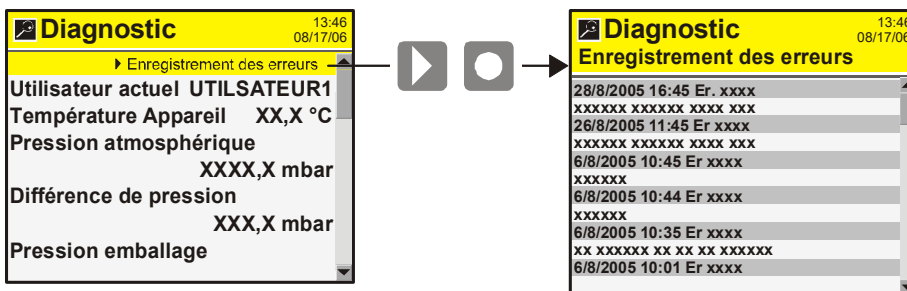 Diagnostic
13:46
08/17/06
Enregistrement des erreurs
Utilisateur actuel UTILSATEUR1
Température Appareil XX,X °C
Pression atmosphérique
XXXX,X mbar
Différence de pression
XXX,X mbar
Pression emballage
Diagnostic
13:46
08/17/06
Enregistrement des erreurs
28/8/2005 16:45 Er. xxxx
xxxxxx xxxxxx xxxx xxx
26/8/2005 11:45 Er xxxx
xxxxxx xxxxxx xxxx xxx
6/8/2005 10:45 Er xxxx
xxxxxx
6/8/2005 10:44 Er xxxx
xxxxxx
6/8/2005 10:35 Er xxxx
xx xxxxxx xx xx xx xxxxxx
6/8/2005 10:01 Er xxxx